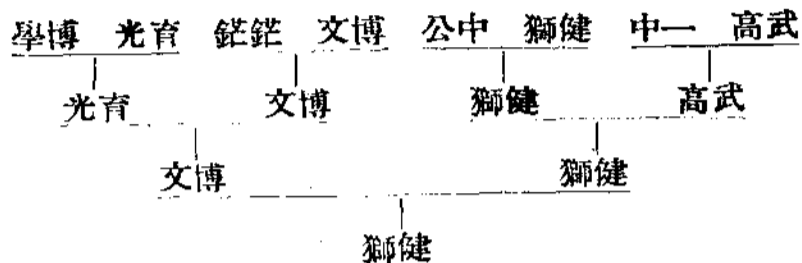 學博 光育 鋩鋩 文博 公中 獅健 中一 高武
光育 文博 獅健 高武
文博 獅健
獅健